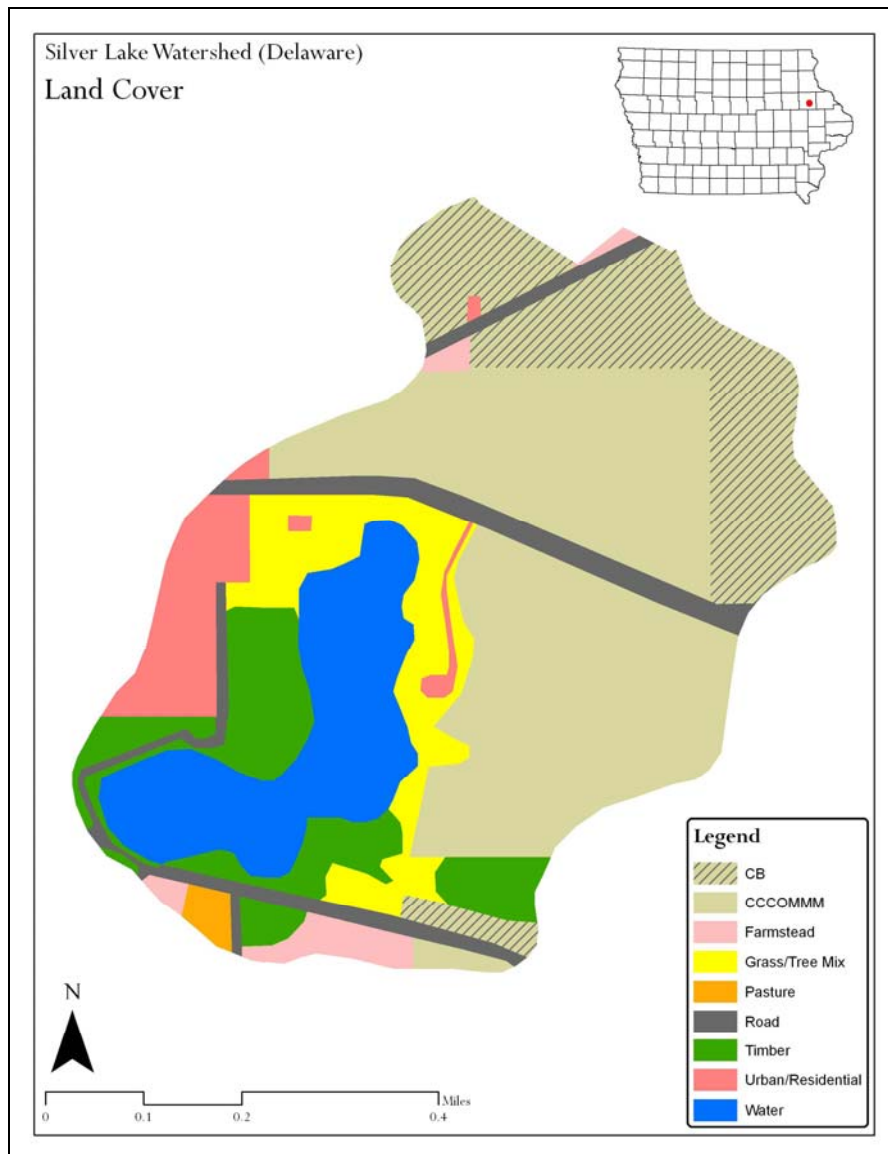 Silver Lake Watershed (Delaware)
Land Cover
Legend
CB
CCCOMMM
Farmstead
Grass/Tree Mix
Pasture
Road
Timber
Urban/Residential
Water
N
Miles
0 0.1 0.2 0.4